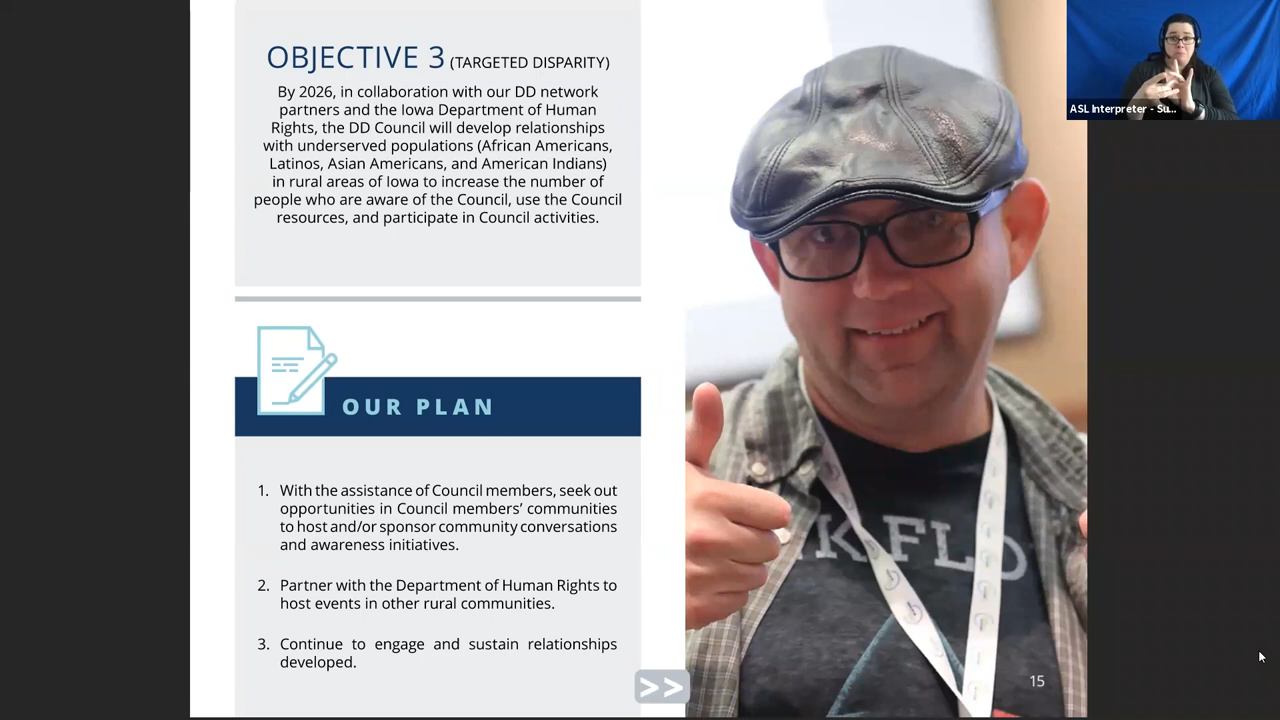 OBJECTIVE 3 (TARGETED DISPARITY)
By 2026, in collaboration with our DD network
partners and the Iowa Department of Human
Rights, the DD Council will develop relationships
with underserved populations (African Americans,
Latinos, Asian Americans, and American Indians)
in rural areas of Iowa to increase the number of
people who are aware of the Council, use the Council
resources, and participate in Council activities.
OUR PLAN
1. With the assistance of Council members, seek out
opportunities in Council members’ communities
to host and/or sponsor community conversations
and awareness initiatives.
2. Partner with the Department of Human Rights to
host events in other rural communities.
3. Continue to engage and sustain relationships
developed.
>>
ASL Interpreter - Su...
K FLO
15